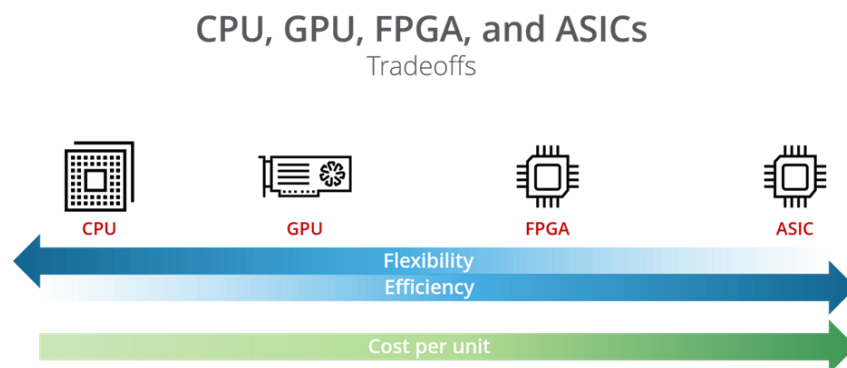 CPU, GPU, FPGA, and ASICs
Tradeoffs
CPU
GPU
FPGA
ASIC
Flexibility
Efficiency
Cost per unit